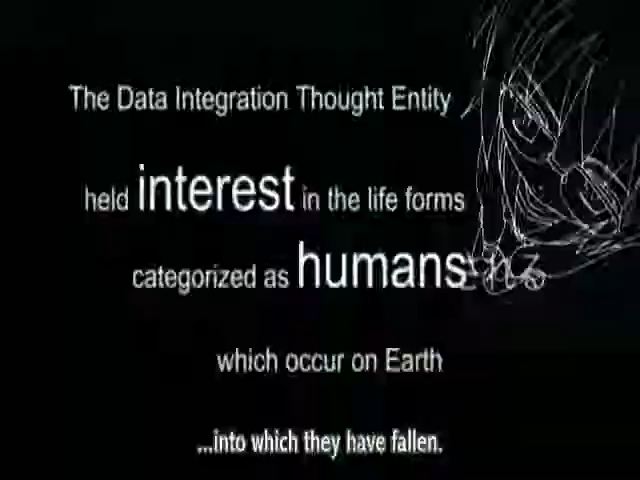 The Data Integration Thought Entity
held interest in the life forms
categorized as humans
which occur on Earth
...into which they have fallen.